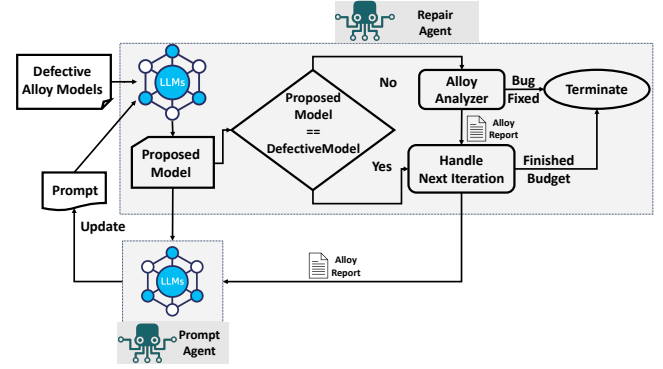 Repair
Agent
Defective
Alloy Models
LLMs
No
Alloy
Analyzer
Bug
Fixed
Terminate
Proposed
Model
==
DefectiveModel
Alloy
Report
Proposed
Model
Yes
Handle
Next Iteration
Finished
Budget
Prompt
Update
LLMs
Alloy
Report
Prompt
Agent